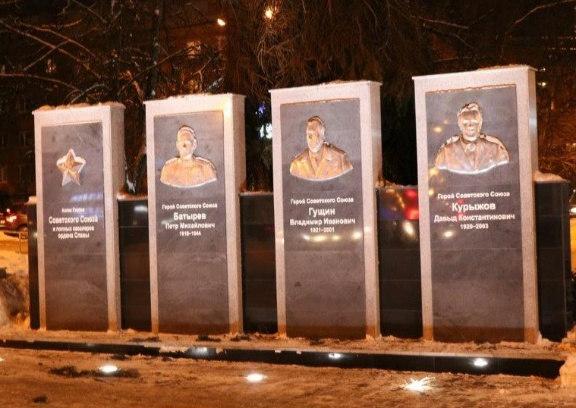 Аллея Героев
Советского Союза
и полных кавалеров
ордена Славы
Герой Советского Союза
Батырев
Петр Михайлович
1918-1944
Герой Советского Союза
Гущин
Владимир Иванович
1921-2001
Герой Советского Союза
Курыжов
Давыд Константинович
1920-2003